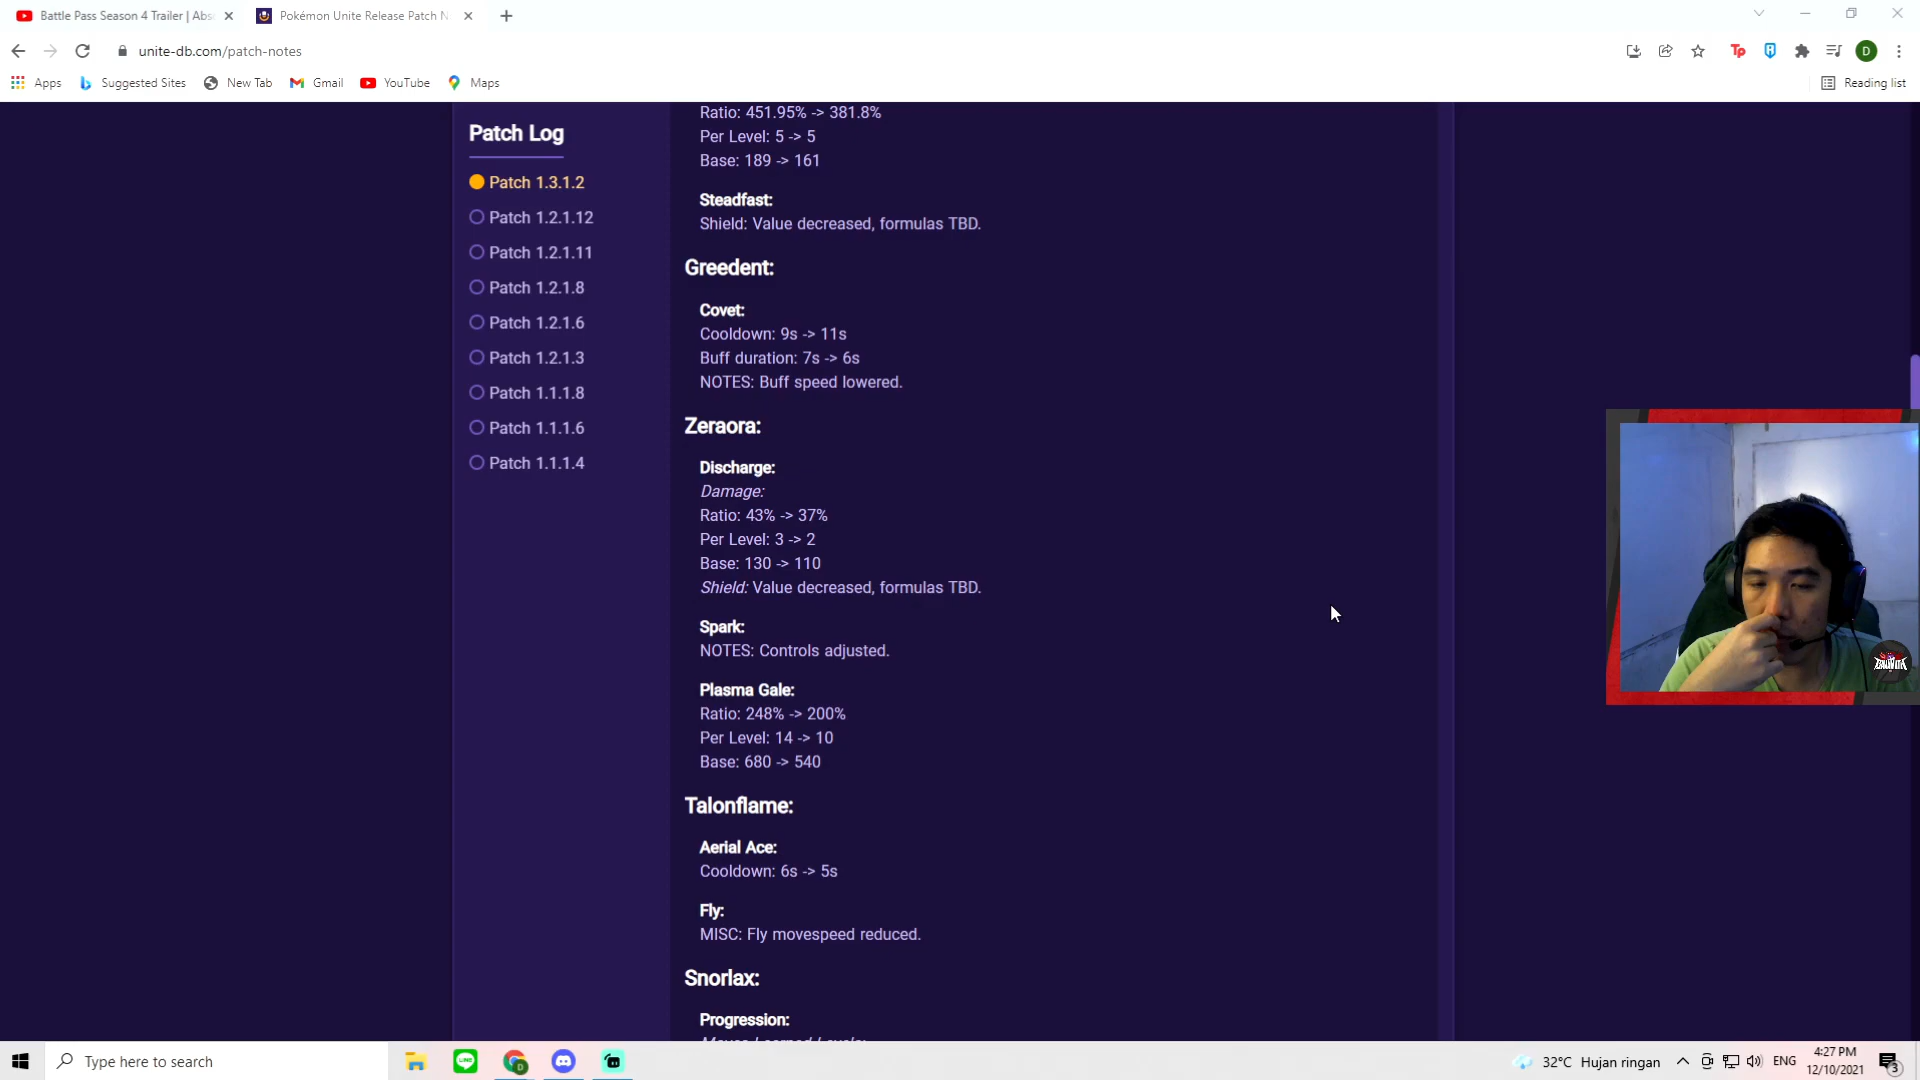 Battle Pass Season 4 Trailer | Abs
Pokémon Unite Release Patch N
unite-db.com/patch-notes
Tp
D
Apps
Suggested Sites
New Tab
Gmail
YouTube
Maps
Reading list
Patch Log
Patch 1.3.1.2
Patch 1.2.1.12
Patch 1.2.1.11
Patch 1.2.1.8
Patch 1.2.1.6
Patch 1.2.1.3
Patch 1.1.1.8
Patch 1.1.1.6
Patch 1.1.1.4
Ratio: 451.95% -> 381.8%
Per Level: 5 -> 5
Base: 189 -> 161
Steadfast:
Shield: Value decreased, formulas TBD.
Greedent:
Covet:
Cooldown: 9s -> 11s
Buff duration: 7s -> 6s
NOTES: Buff speed lowered.
Zeraora:
Discharge:
Damage:
Ratio: 43% -> 37%
Per Level: 3 -> 2
Base: 130 -> 110
Shield: Value decreased, formulas TBD.
Spark:
NOTES: Controls adjusted.
Plasma Gale:
Ratio: 248% -> 200%
Per Level: 14 -> 10
Base: 680 -> 540
Talonflame:
Aerial Ace:
Cooldown: 6s -> 5s
Fly:
MISC: Fly movespeed reduced.
Snorlax:
Progression:
Moves Learned Levels:
Type here to search
LINE
D
32°C Hujan ringan
ENG
4:27 PM
12/10/2021
3